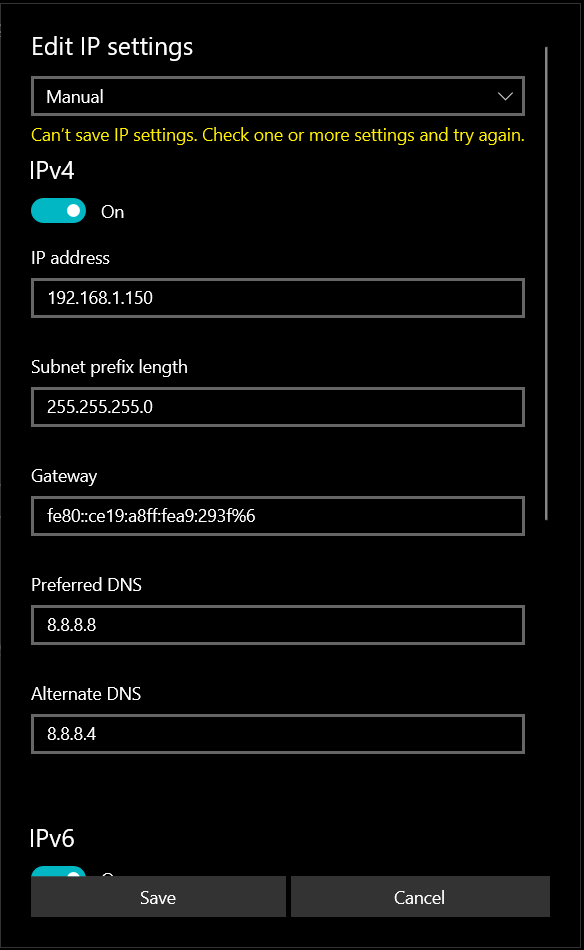 Edit IP settings
Manual
Can't save IP settings. Check one or more settings and try again.
IPv4
On
IP address
192.168.1.150
Subnet prefix length
255.255.255.0
Gateway
fe80::ce19:a8ff:fea9:293f%6
Preferred DNS
8.8.8.8
Alternate DNS
8.8.8.4
IPv6
Save Cancel